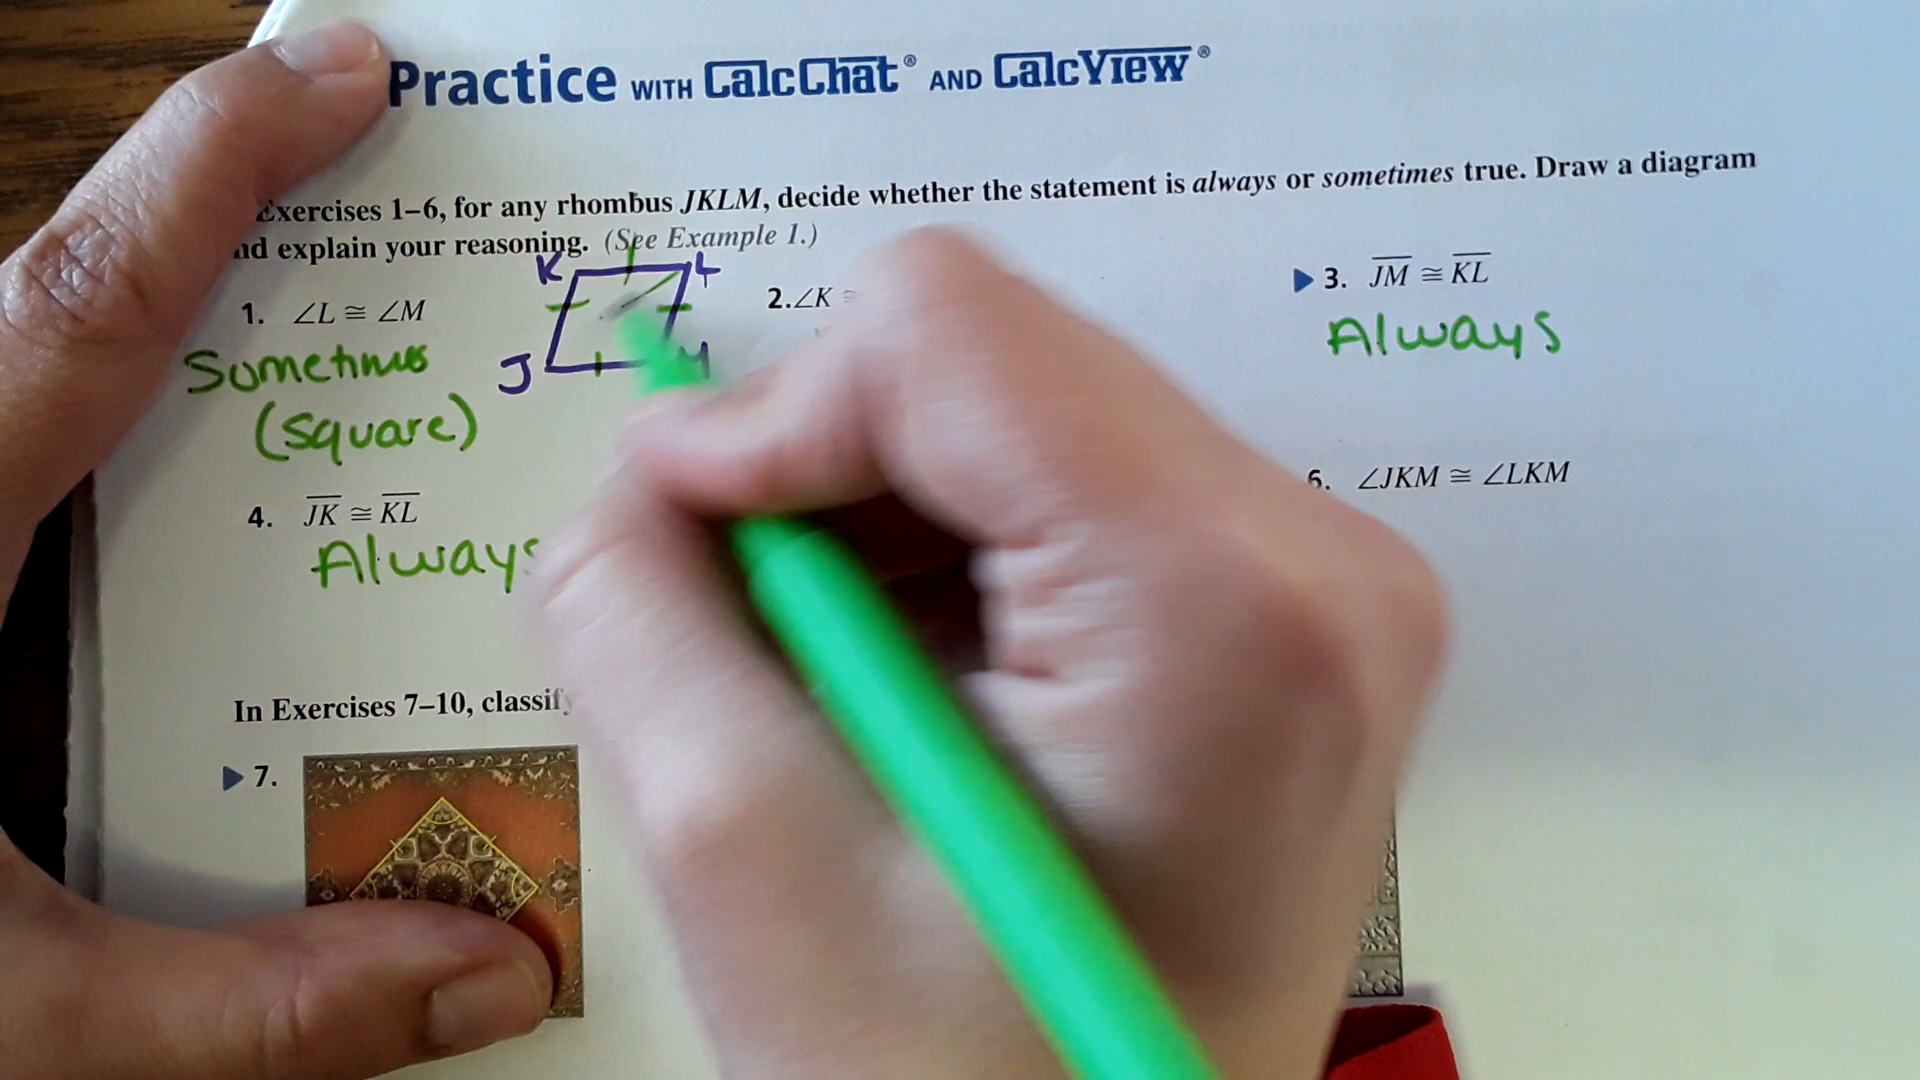 Practice WITH CalcChat® AND CalcView®
Exercises 1–6, for any rhombus JKLM, decide whether the statement is always or sometimes true. Draw a diagram
explain your reasoning. (See Example 1.)
K L
J M
1. ∠L ≅ ∠M
Sometimes
(square)
2. ∠K ≅
3. JM ≅ KL
Always
4. JK ≅ KL
Always
6. ∠JKM ≅ ∠LKM
In Exercises 7–10,
7.